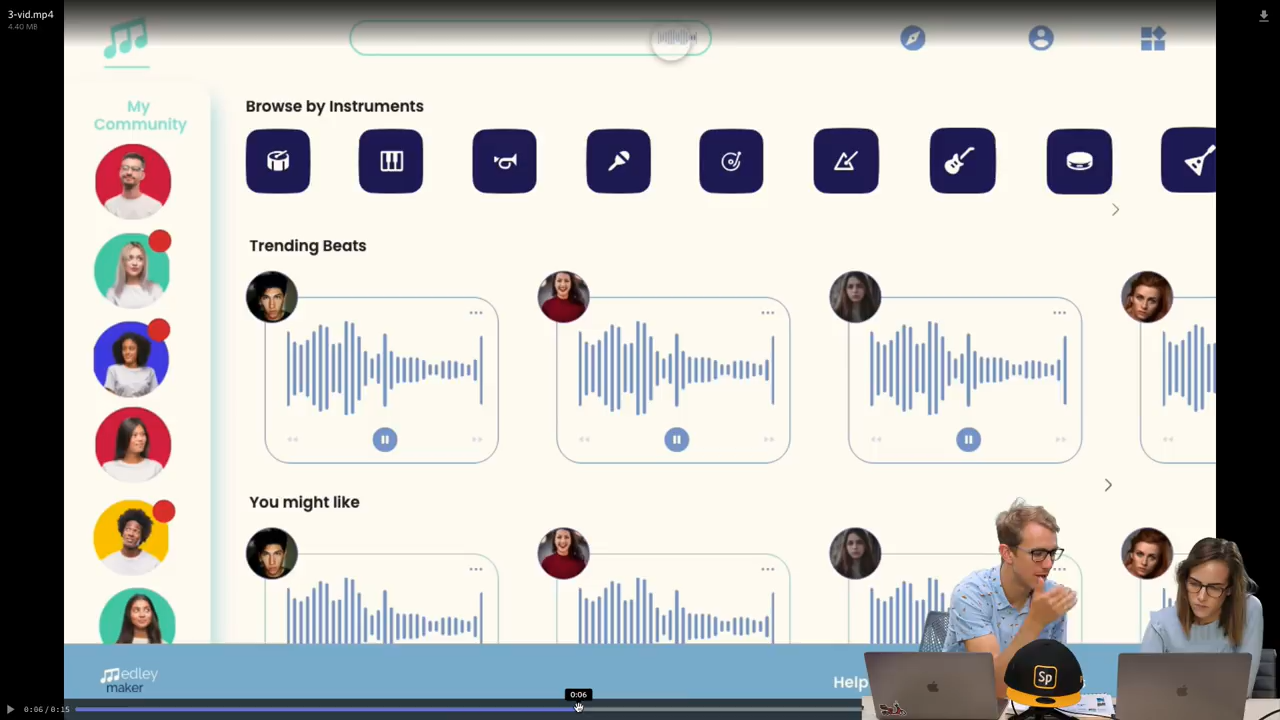 3-vid.mp4
4.40 MB
My
Community
Browse by Instruments
Trending Beats
You might like
edley
maker
Help
Sp
0:06
0:06 / 0:15